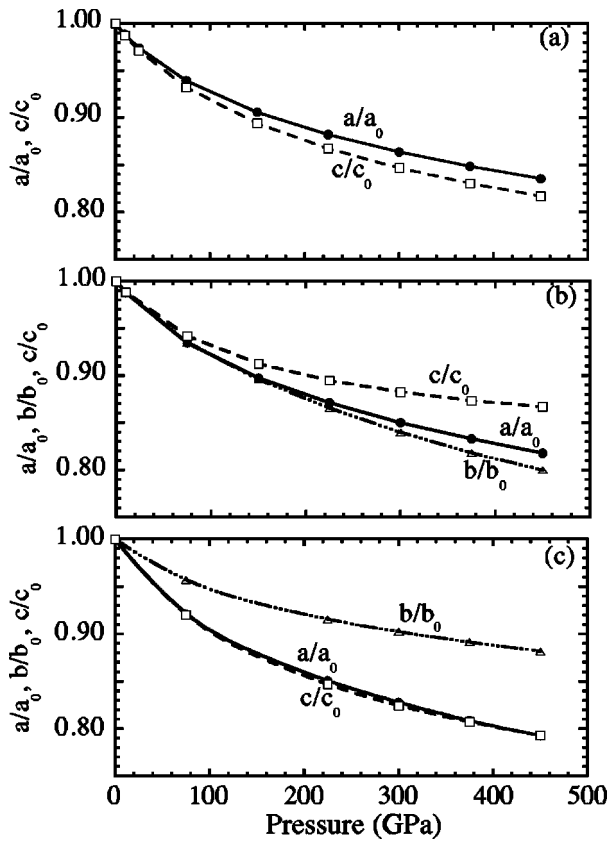 1.00
(a)
0.90
a/a0
c/c0
0.80
a/a0, c/c0
1.00
(b)
0.90
c/c0
a/a0
b/b0
0.80
a/a0, b/b0, c/c0
1.00
(c)
0.90
b/b0
a/a0
c/c0
0.80
a/a0, b/b0, c/c0
0 100 200 300 400 500
Pressure (GPa)